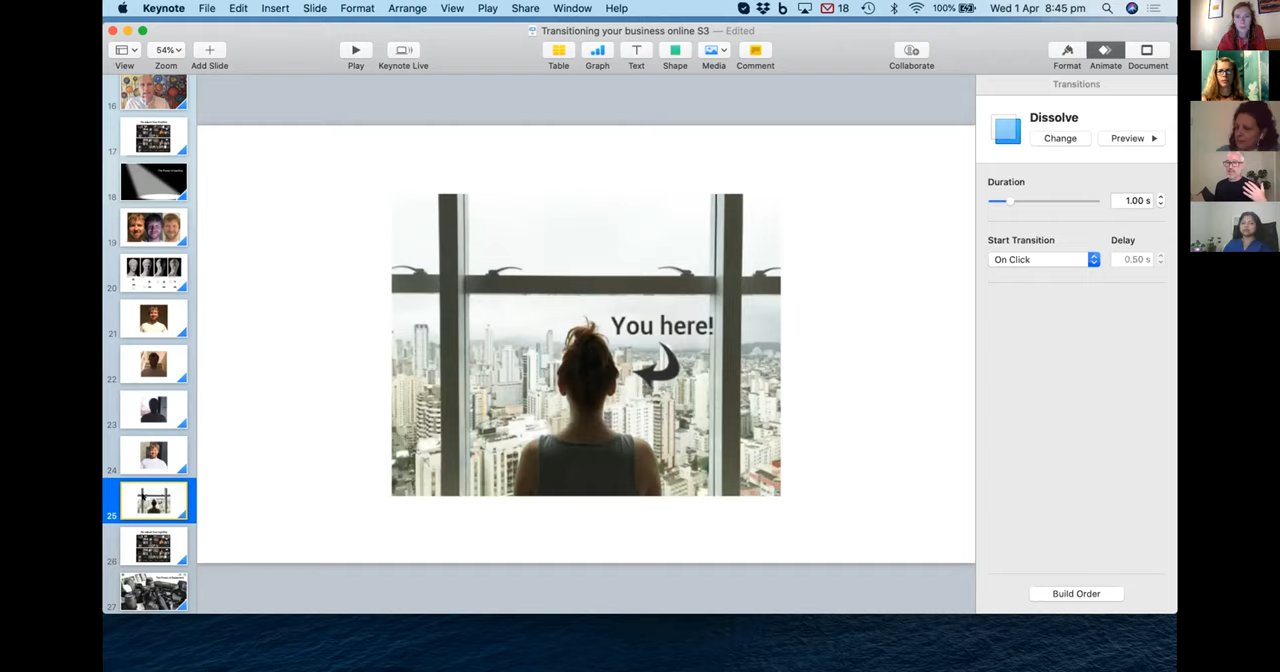 Keynote File Edit Insert Slide Format Arrange View Play Share Window Help 18 100% Wed 1 Apr 8:45 pm
Transitioning your business online S3 — Edited
54%
View Zoom Add Slide Play Keynote Live Table Graph Text Shape Media Comment Collaborate Format Animate Document
Transitions
Dissolve
Change Preview
Duration
1.00 s
Start Transition Delay
On Click 0.50 s
You here!
16
17
18
19
20
21
22
23
24
25
26
27
Build Order